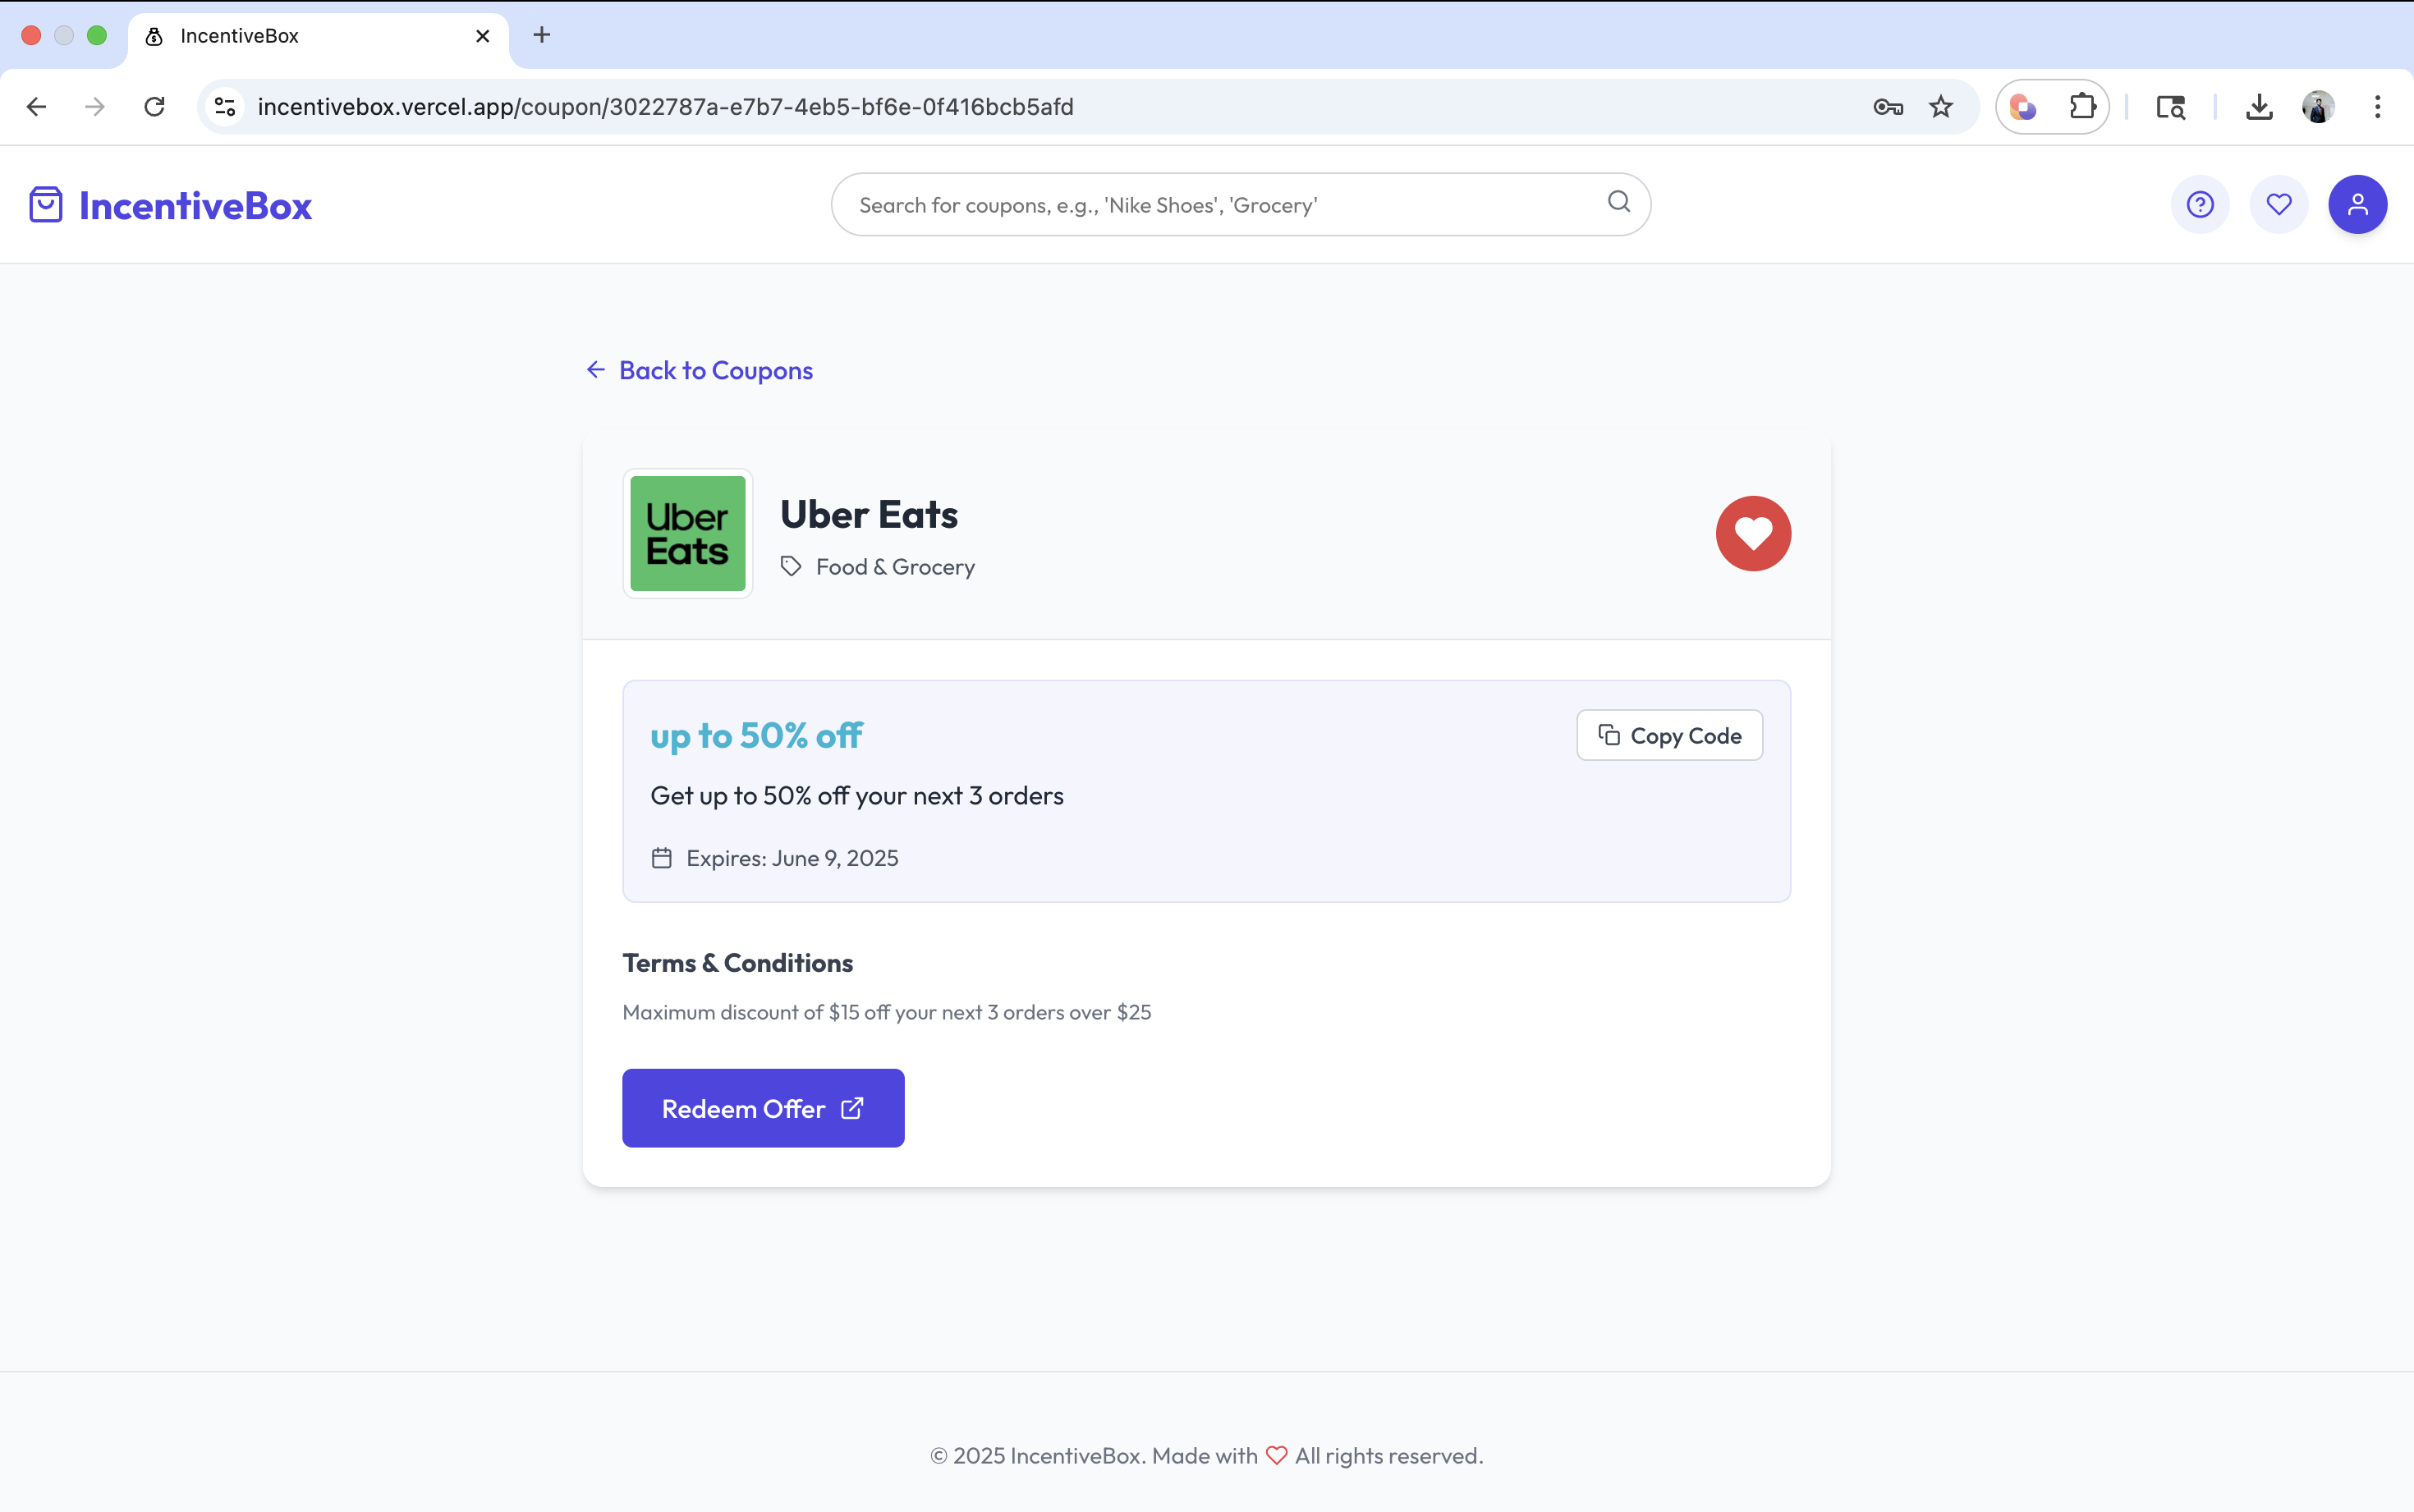 IncentiveBox
incentivebox.vercel.app/coupon/3022787a-e7b7-4eb5-bf6e-0f416bcb5afd
IncentiveBox
Search for coupons, e.g., 'Nike Shoes', 'Grocery'
Back to Coupons
Uber
Eats
Uber Eats
Food & Grocery
up to 50% off
Copy Code
Get up to 50% off your next 3 orders
Expires: June 9, 2025
Terms & Conditions
Maximum discount of $15 off your next 3 orders over $25
Redeem Offer
© 2025 IncentiveBox. Made with ♡ All rights reserved.